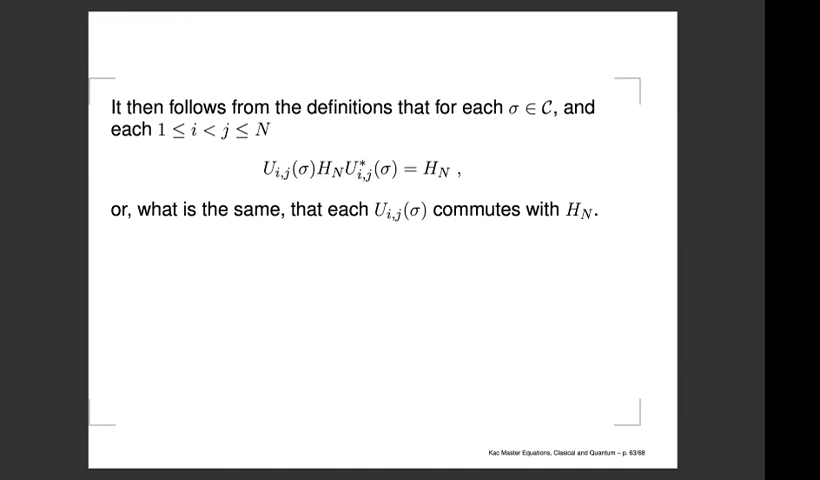 It then follows from the definitions that for each σ ∈ 𝒞, and
each 1 ≤ i < j ≤ N
U_{i,j}(σ)H_N U^*_{i,j}(σ) = H_N ,
or, what is the same, that each U_{i,j}(σ) commutes with H_N.
Kac Master Equations, Clasical and Quantum – p. 63/68